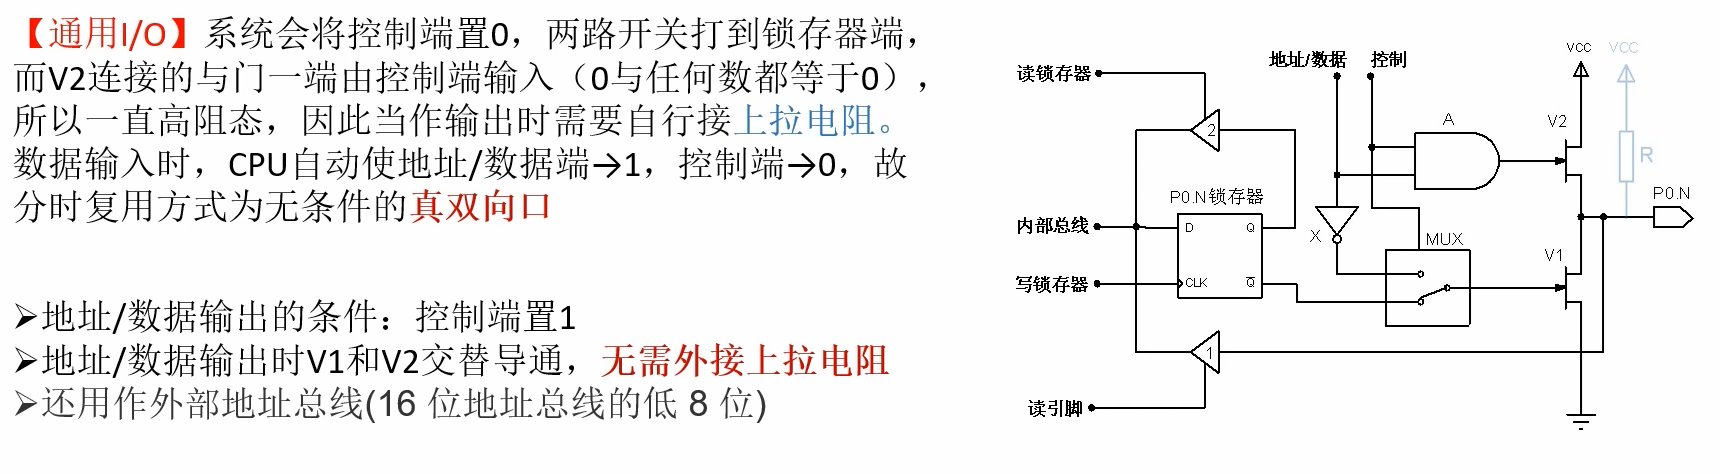 【通用I/O】系统会将控制端置0，两路开关打到锁存器端，
而V2连接的与门一端由控制端输入（0与任何数都等于0），
所以一直高阻态，因此当作输出时需要自行接上拉电阻。
数据输入时，CPU自动使地址/数据端→1，控制端→0，故
分时复用方式为无条件的真双向口
➢地址/数据输出的条件：控制端置1
➢地址/数据输出时V1和V2交替导通，无需外接上拉电阻
➢还用作外部地址总线(16 位地址总线的低 8 位)
地址/数据
控制
VCC
VCC
读锁存器
2
A
V2
R
P0.N锁存器
P0.N
内部总线
D
Q
X
MUX
V1
写锁存器
CLK
Q̅
1
读引脚